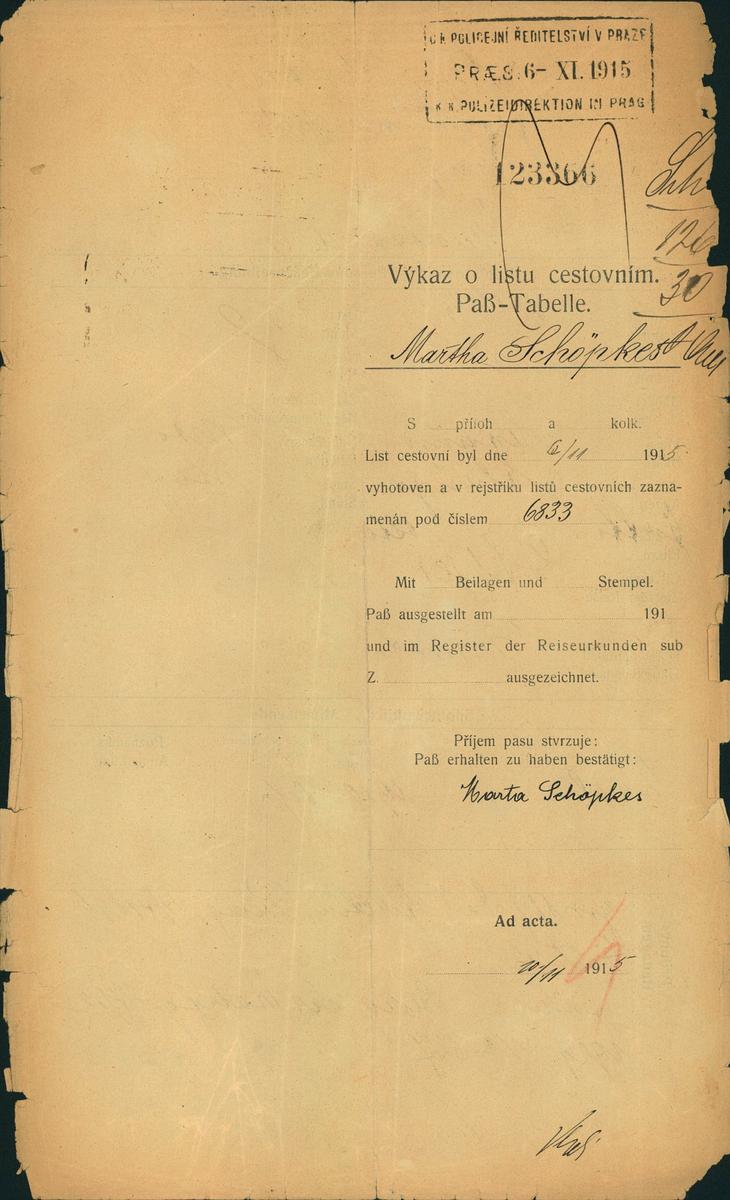 C. K. POLICEJNÍ ŘEDITELSTVÍ V PRAZE
PRÆS. 6- XI. 1915
K. K. POLIZEIDIREKTION IN PRAG
123366
Sch
126
30
Výkaz o listu cestovním.
Paß-Tabelle.
Martha Schöpkes
S příloh a kolk.
List cestovní byl dne 6/11 1915
vyhotoven a v rejstříku listů cestovních zazna-
menán pod číslem 6833
Mit Beilagen und Stempel.
Paß ausgestellt am 191
und im Register der Reiseurkunden sub
Z. ausgezeichnet.
Příjem pasu stvrzuje:
Paß erhalten zu haben bestätigt:
Marta Schöpkes
Ad acta.
10/11 1915